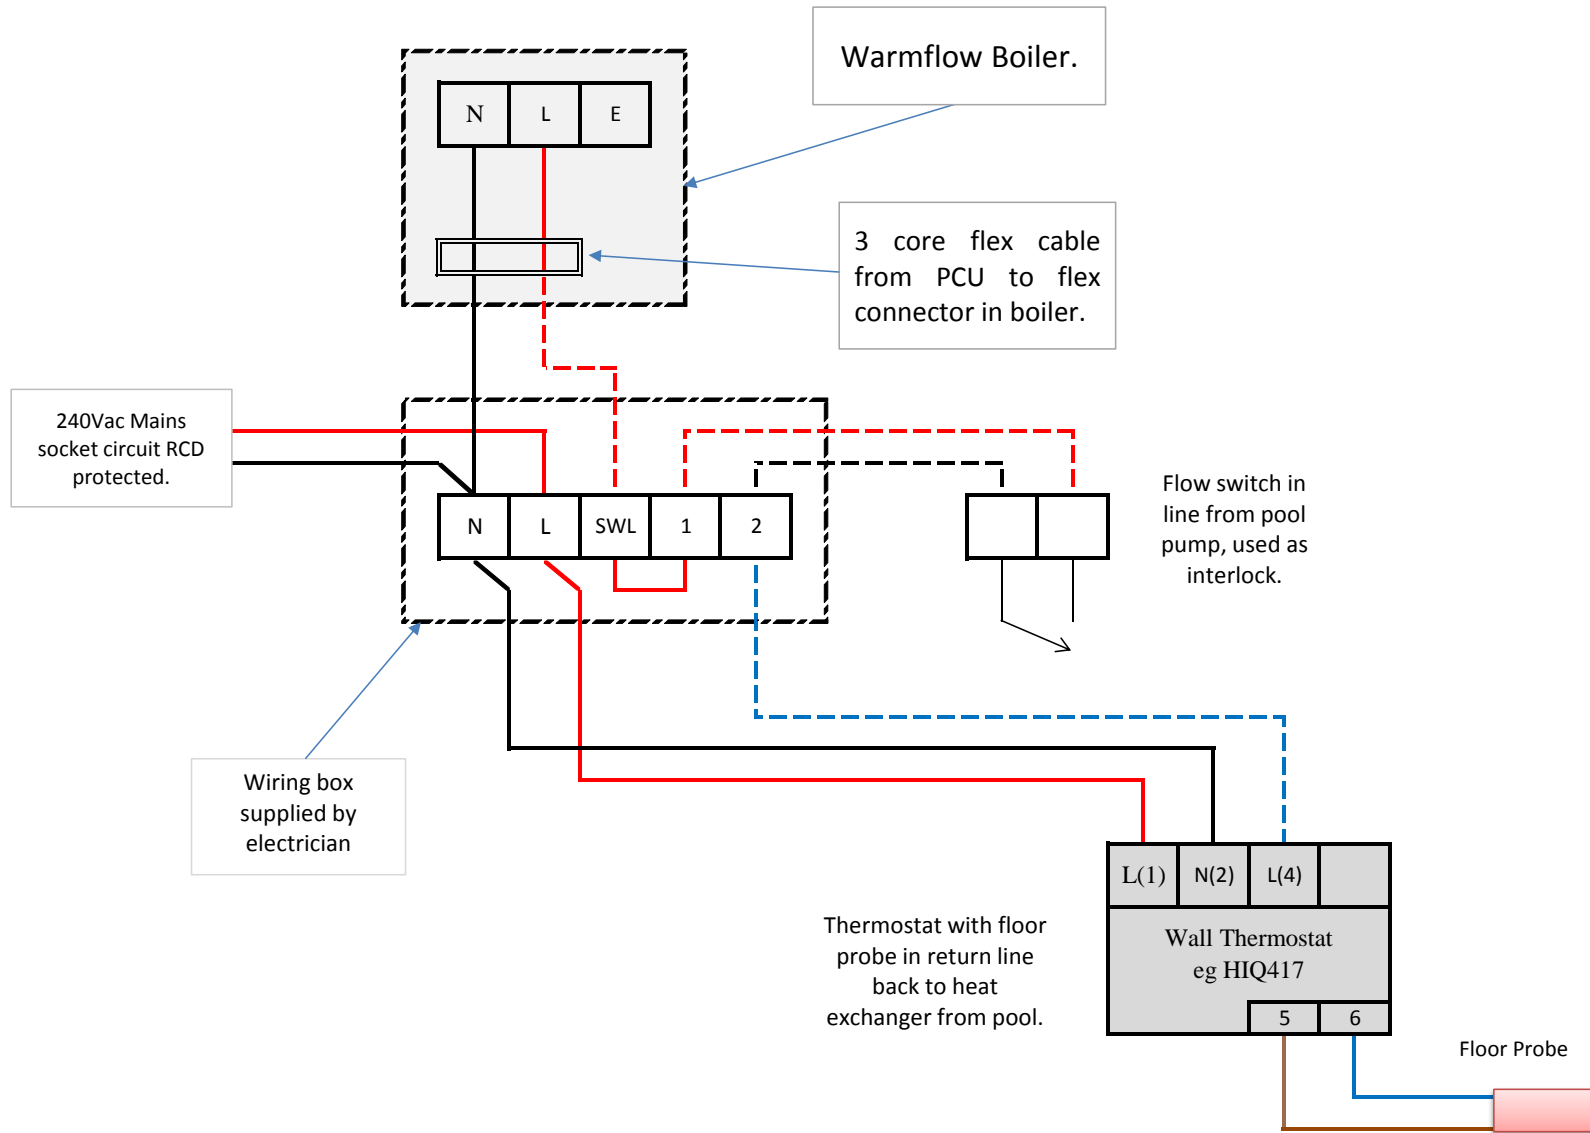 Warmflow Boiler.
N L E
3 core flex cable
from PCU to flex
connector in boiler.
240Vac Mains
socket circuit RCD
protected.
N L SWL 1 2
Flow switch in
line from pool
pump, used as
interlock.
Wiring box
supplied by
electrician
L(1) N(2) L(4)
Thermostat with floor
probe in return line
back to heat
exchanger from pool.
Wall Thermostat
eg HIQ417
5 6
Floor Probe